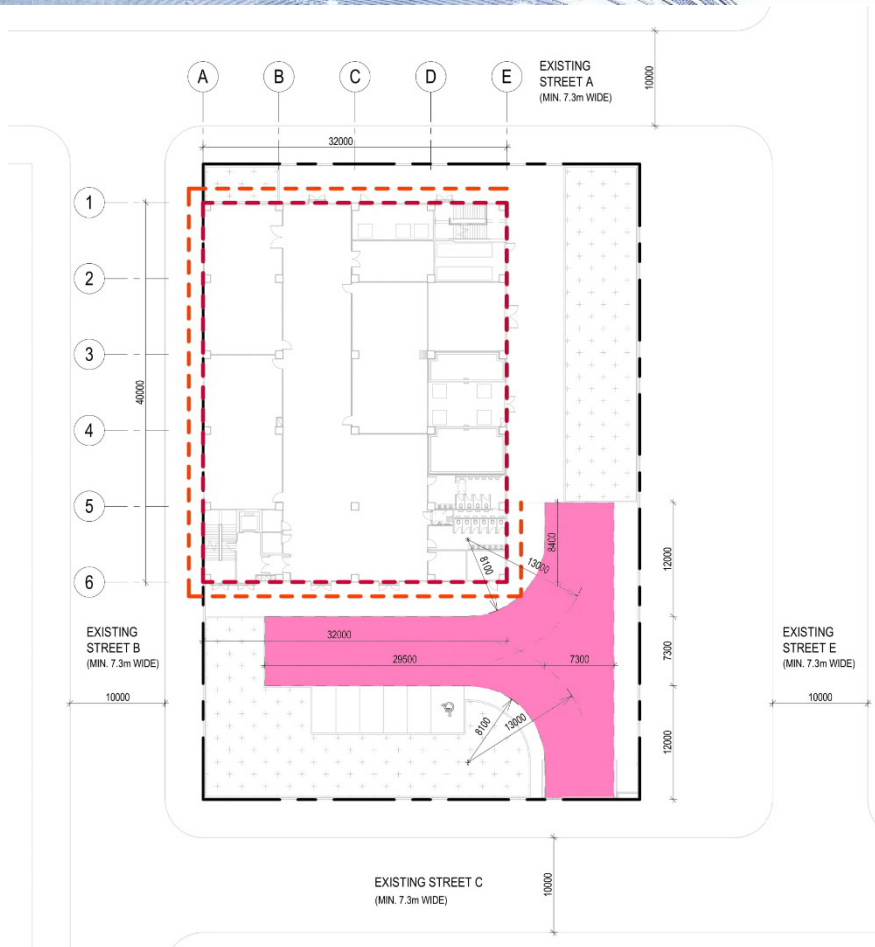 EXISTING
STREET A
(MIN. 7.3m WIDE)
10000
A
B
C
D
E
32000
1
2
3
4
5
6
40000
8400
12000
8100
13000
EXISTING
STREET B
(MIN. 7.3m WIDE)
10000
32000
29500
7300
7300
EXISTING
STREET E
(MIN. 7.3m WIDE)
10000
8100
13000
12000
EXISTING STREET C
(MIN. 7.3m WIDE)
10000